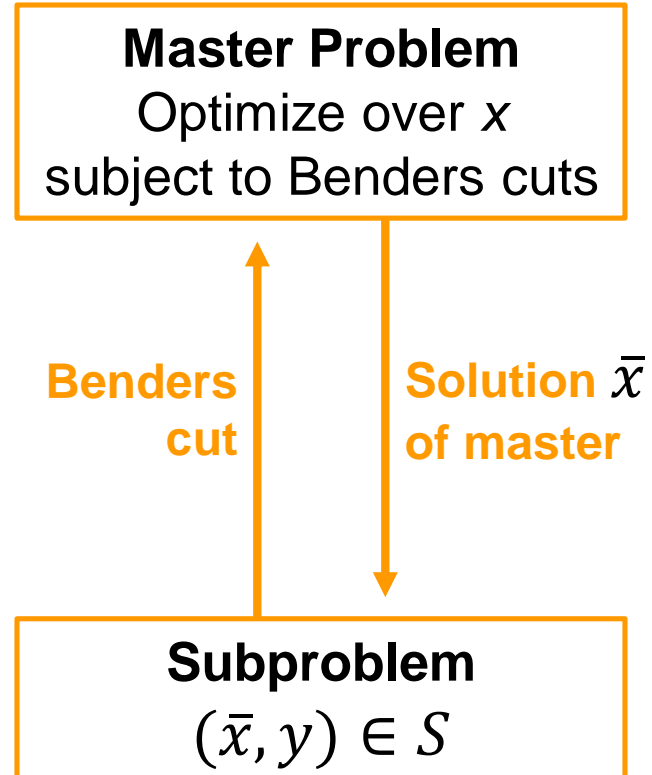 Master Problem
Optimize over x
subject to Benders cuts
Benders
cut
Solution x̄
of master
Subproblem
(x̄, y) ∈ S